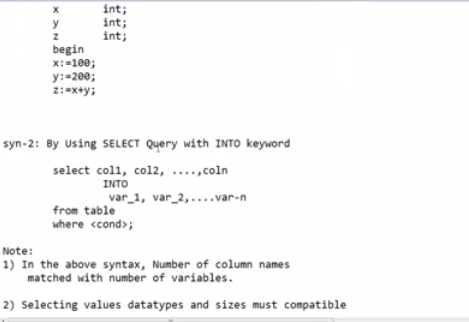 x int;
y int;
z int;
begin
x:=100;
y:=200;
z:=x+y;
syn-2: By Using SELECT Query with INTO keyword
select col1, col2, ....,coln
INTO
var_1, var_2,....var-n
from table
where <cond>;
Note:
1) In the above syntax, Number of column names
matched with number of variables.
2) Selecting values datatypes and sizes must compatible